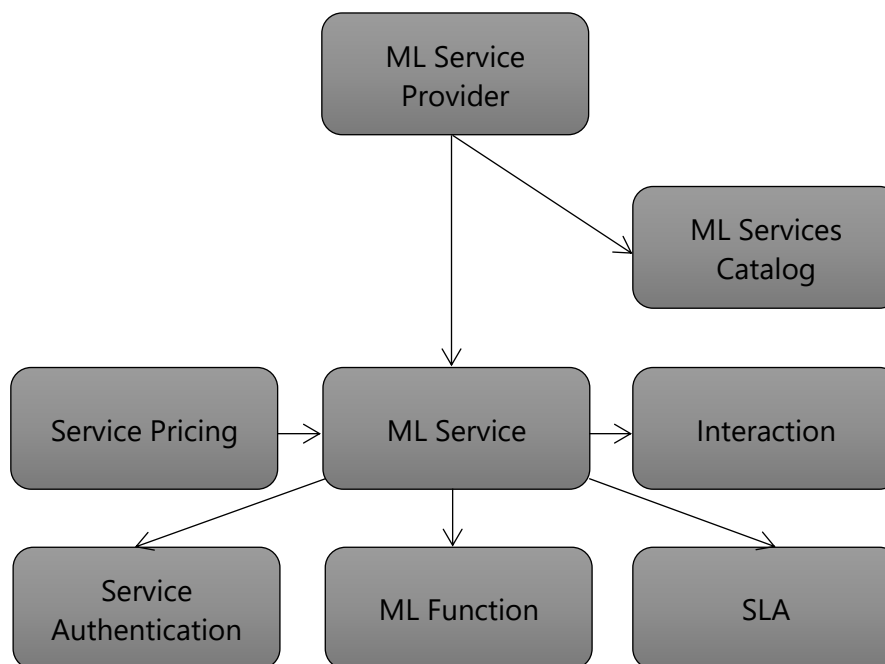 ML Service
Provider
ML Services
Catalog
Service Pricing
ML Service
Interaction
Service
Authentication
ML Function
SLA